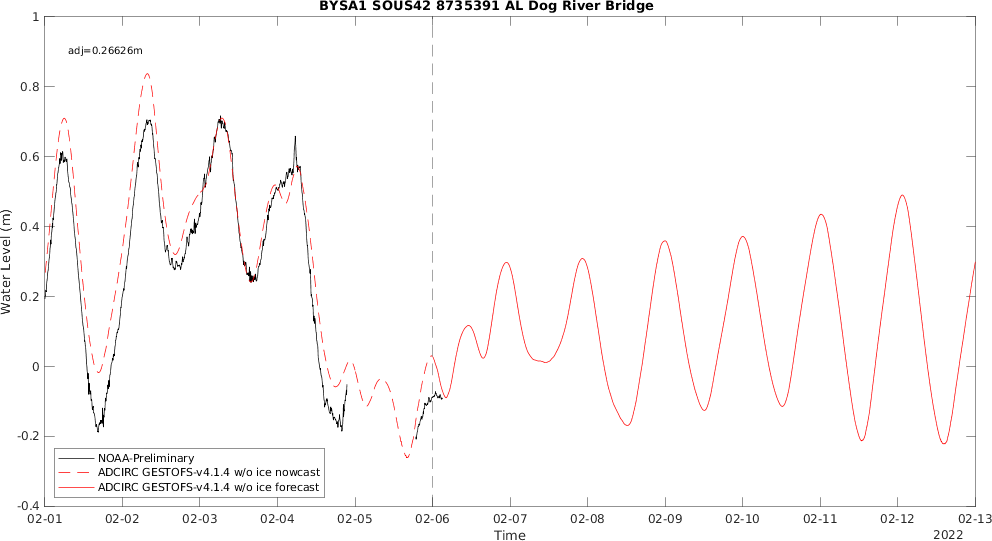 BYSA1 SOUS42 8735391 AL Dog River Bridge
adj=0.26626m
1
0.8
0.6
0.4
0.2
0
-0.2
-0.4
Water Level (m)
NOAA-Preliminary
ADCIRC GESTOFS-v4.1.4 w/o ice nowcast
ADCIRC GESTOFS-v4.1.4 w/o ice forecast
02-01 02-02 02-03 02-04 02-05 02-06 02-07 02-08 02-09 02-10 02-11 02-12 02-13
Time
2022